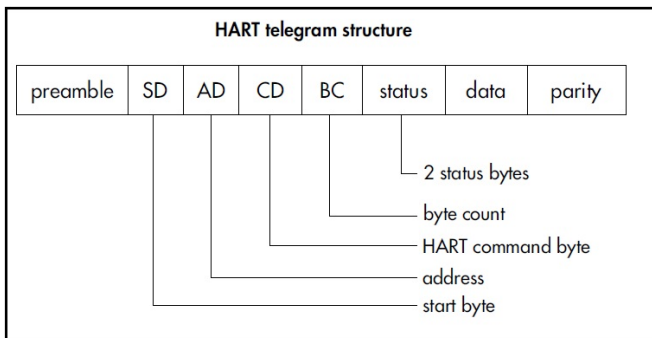 HART telegram structure
preamble SD AD CD BC status data parity
2 status bytes
byte count
HART command byte
address
start byte